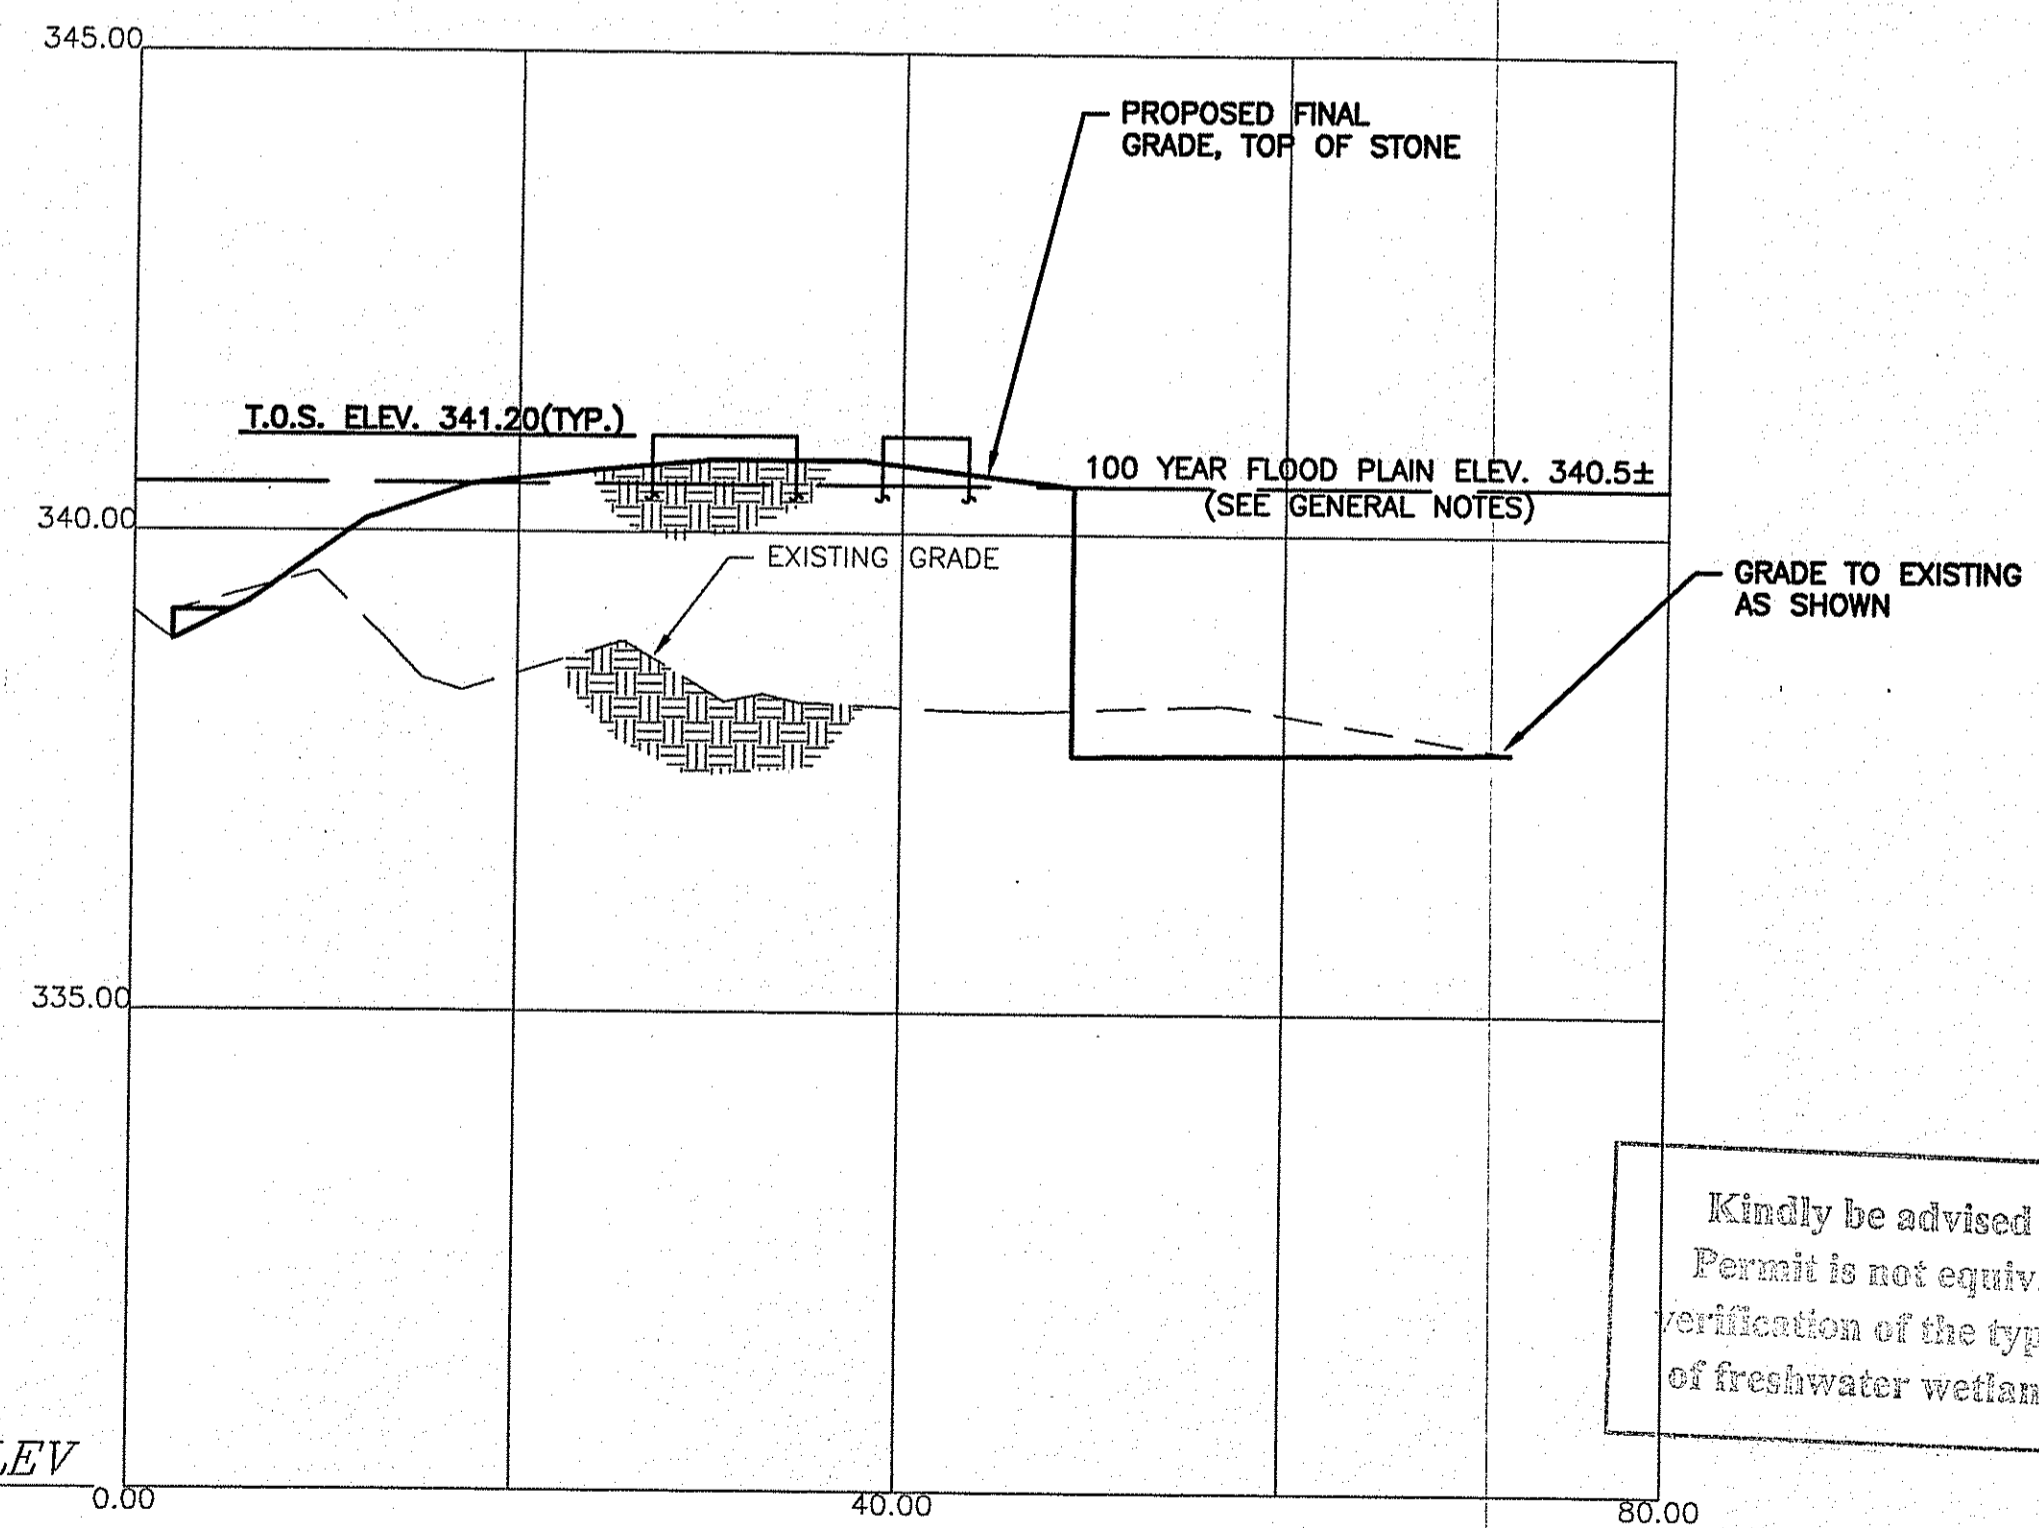 345.00
PROPOSED FINAL
GRADE, TOP OF STONE
T.O.S. ELEV. 341.20(TYP.)
100 YEAR FLOOD PLAIN ELEV. 340.5±
(SEE GENERAL NOTES)
340.00
EXISTING GRADE
GRADE TO EXISTING
AS SHOWN
335.00
Kindly be advised
Permit is not equiv
verification of the typ
of freshwater wetlan
LEV
0.00
40.00
80.00